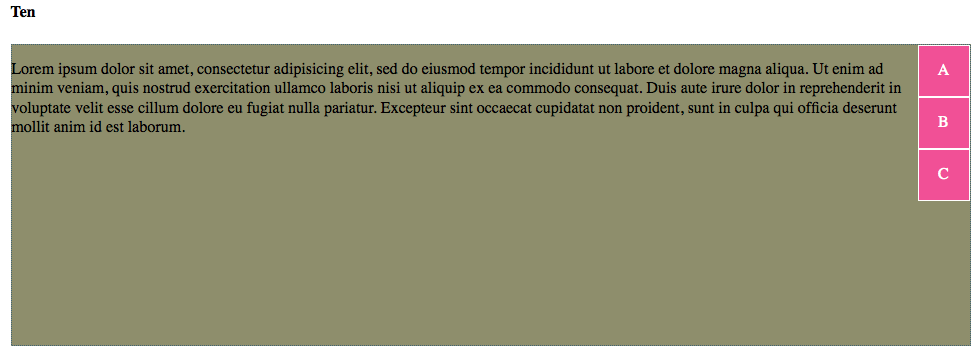 Ten
Lorem ipsum dolor sit amet, consectetur adipisicing elit, sed do eiusmod tempor incididunt ut labore et dolore magna aliqua. Ut enim ad
minim veniam, quis nostrud exercitation ullamco laboris nisi ut aliquip ex ea commodo consequat. Duis aute irure dolor in reprehenderit in
voluptate velit esse cillum dolore eu fugiat nulla pariatur. Excepteur sint occaecat cupidatat non proident, sunt in culpa qui officia deserunt
mollit anim id est laborum.
A
B
C